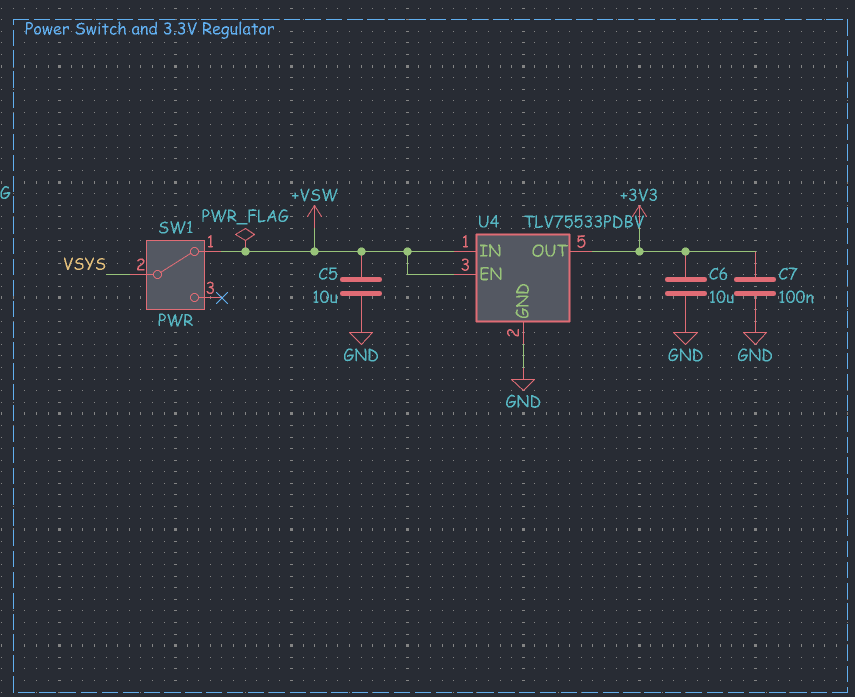 Power Switch and 3.3V Regulator
G
+VSW
+3V3
SW1
PWR_FLAG
U4
TLV75533PDBV
1
1
IN
OUT
5
VSYS
2
3
EN
C5
C6
C7
3
GND
10u
10u
100n
PWR
2
GND
GND
GND
GND